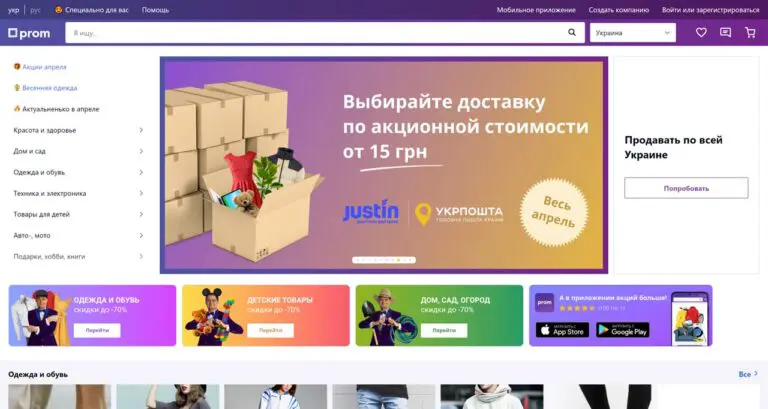 укр | рус
Специально для вас
Помощь
Мобильное приложение
Создать компанию
Войти или зарегистрироваться
prom
Я ищу...
Украина
Акции апреля
Весенняя одежда
Актуальненько в апреле
Красота и здоровье
Дом и сад
Одежда и обувь
Техника и электроника
Товары для детей
Авто-, мото
Подарки, хобби, книги
Выбирайте доставку
по акционной стоимости
от 15 грн
justin
УКРПОШТА
Весь
апрель
Продавать по всей
Украине
Попробовать
ОДЕЖДА И ОБУВЬ
скидки до -70%
Перейти
ДЕТСКИЕ ТОВАРЫ
скидки до -70%
Перейти
ДОМ, САД, ОГОРОД
скидки до -70%
Перейти
prom
А в приложении акций больше!
App Store
Google Play
Одежда и обувь
Все